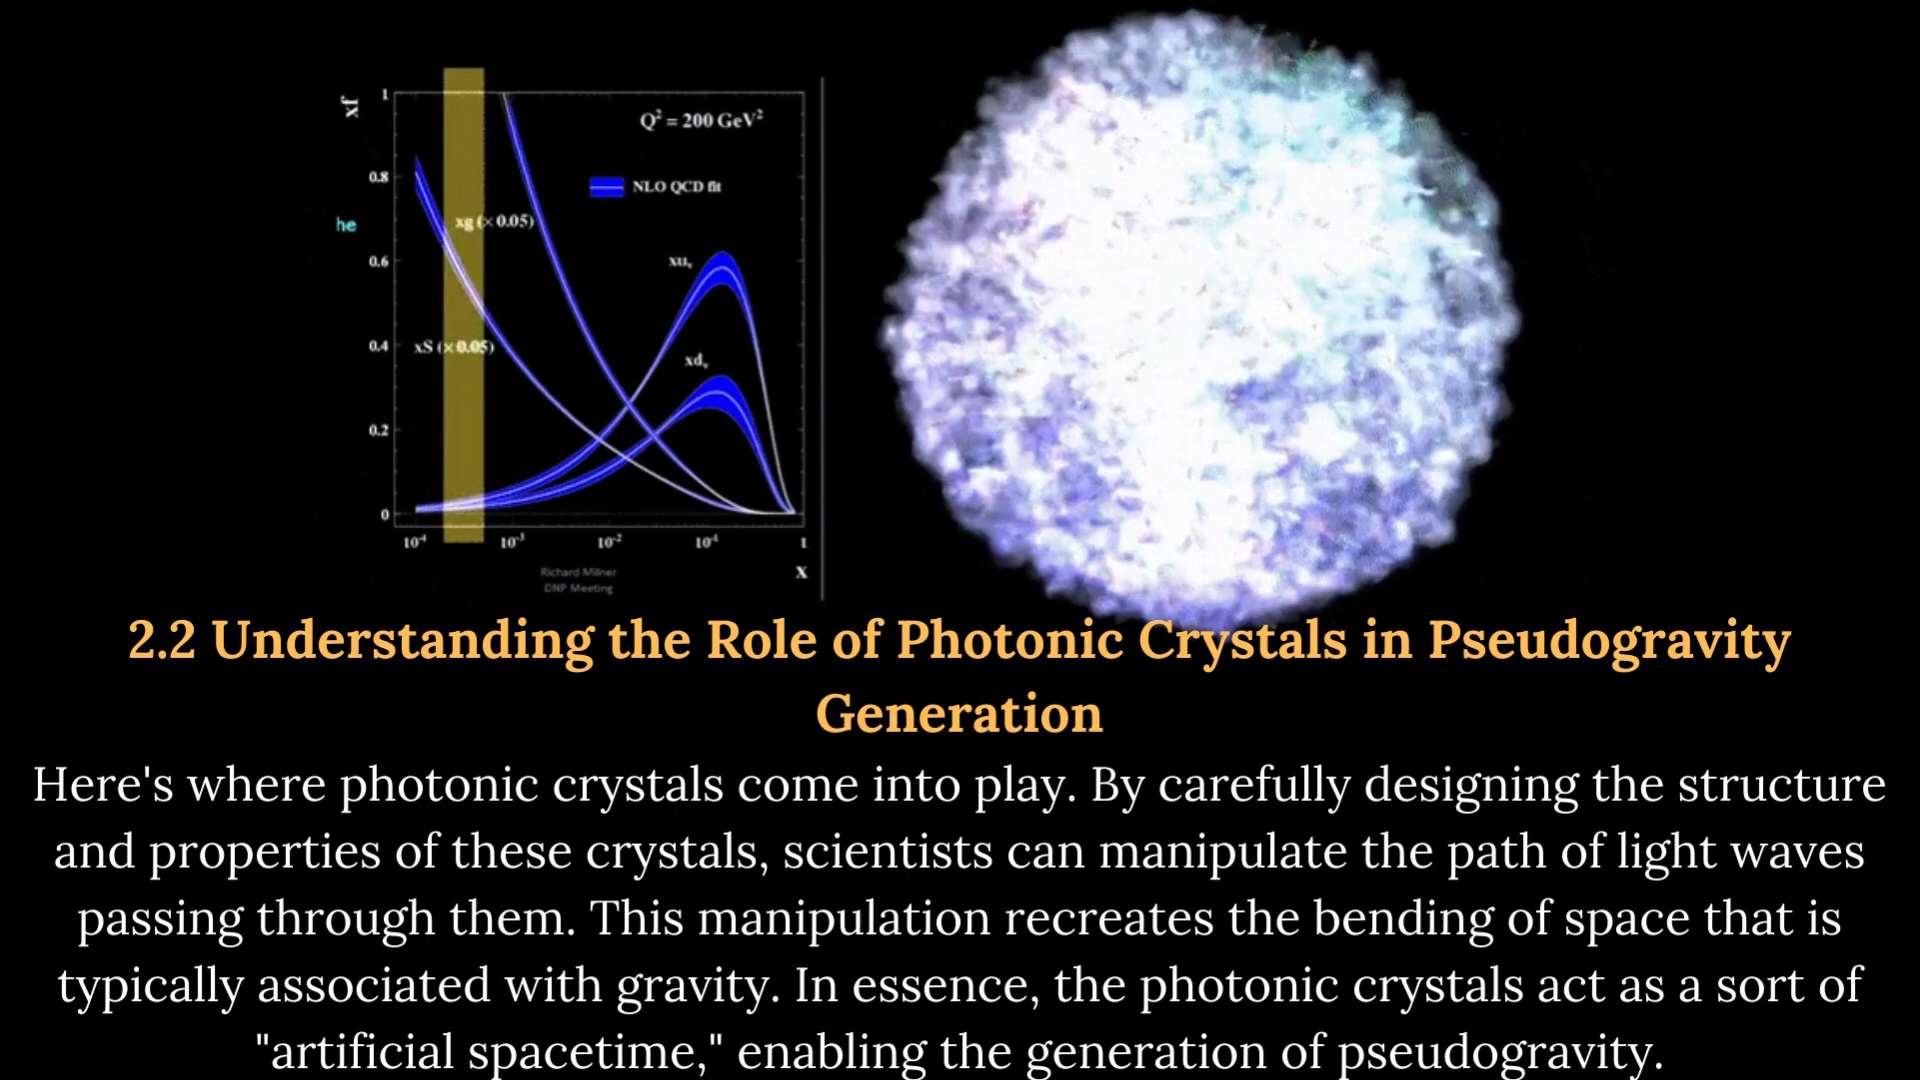 xf
1
Q² = 200 GeV²
0.8
NLO QCD fit
xg (× 0.05)
he
0.6
xuᵥ
0.4
xS (× 0.05)
xdᵥ
0.2
0
10⁻⁴ 10⁻³ 10⁻² 10⁻¹ 1
x
Richard Milner
DNP Meeting
2.2 Understanding the Role of Photonic Crystals in Pseudogravity
Generation
Here's where photonic crystals come into play. By carefully designing the structure
and properties of these crystals, scientists can manipulate the path of light waves
passing through them. This manipulation recreates the bending of space that is
typically associated with gravity. In essence, the photonic crystals act as a sort of
"artificial spacetime," enabling the generation of pseudogravity.